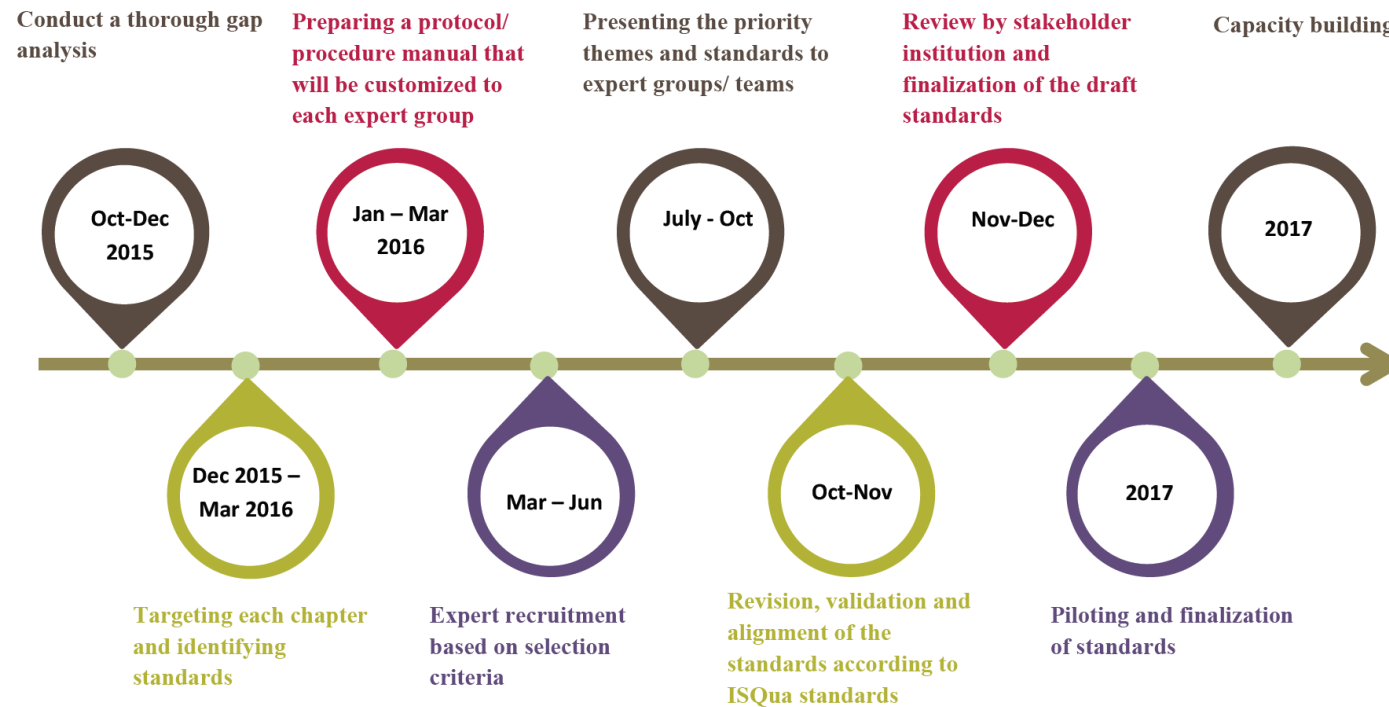 Conduct a thorough gap
analysis
Preparing a protocol/
procedure manual that
will be customized to
each expert group
Presenting the priority
themes and standards to
expert groups/ teams
Review by stakeholder
institution and
finalization of the draft
standards
Capacity building
Oct-Dec
2015
Jan – Mar
2016
July - Oct
Nov-Dec
2017
Dec 2015 –
Mar 2016
Mar – Jun
Oct-Nov
2017
Targeting each chapter
and identifying
standards
Expert recruitment
based on selection
criteria
Revision, validation and
alignment of the
standards according to
ISQua standards
Piloting and finalization
of standards